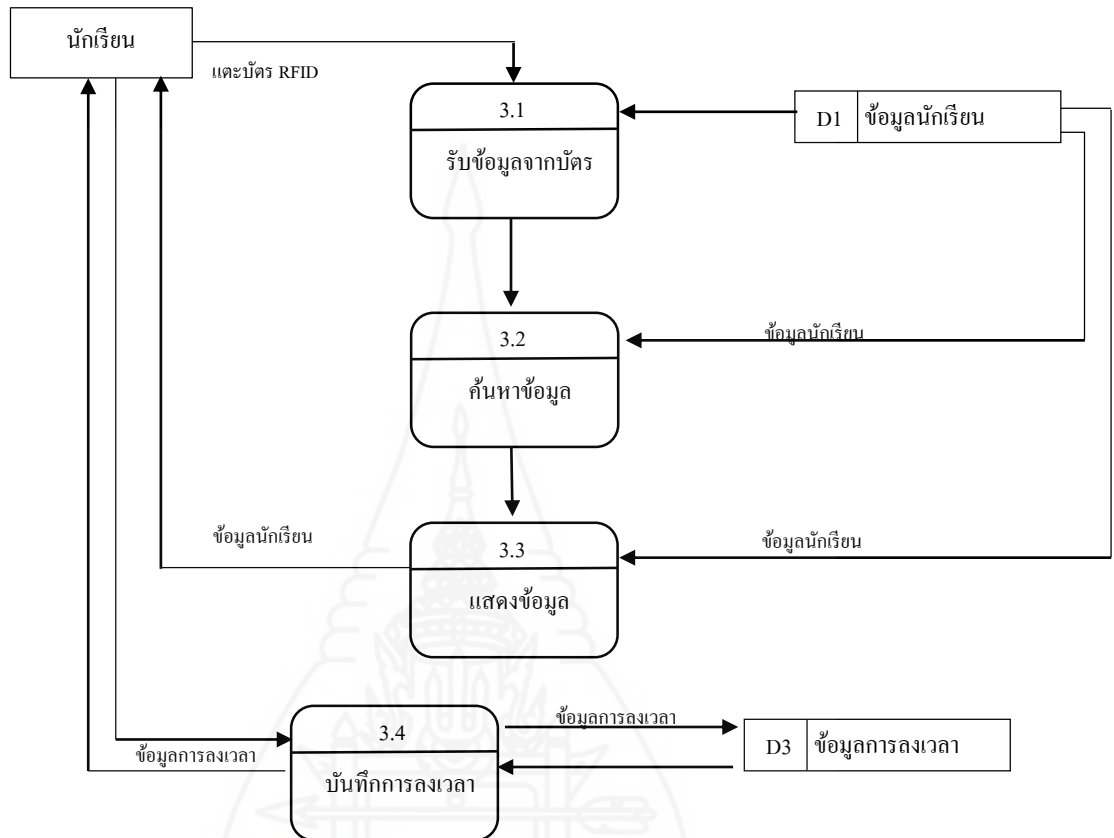 นักเรียน
แตะบัตร RFID
3.1
รับข้อมูลจากบัตร
D1 ข้อมูลนักเรียน
3.2
ค้นหาข้อมูล
ข้อมูลนักเรียน
3.3
แสดงข้อมูล
ข้อมูลนักเรียน
ข้อมูลนักเรียน
3.4
บันทึกการลงเวลา
ข้อมูลการลงเวลา
ข้อมูลการลงเวลา
D3 ข้อมูลการลงเวลา